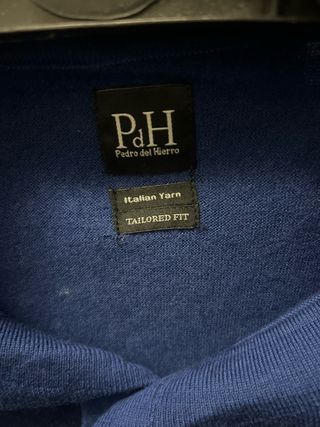 PdH
Pedro del Hierro
Italian Yarn
TAILORED FIT